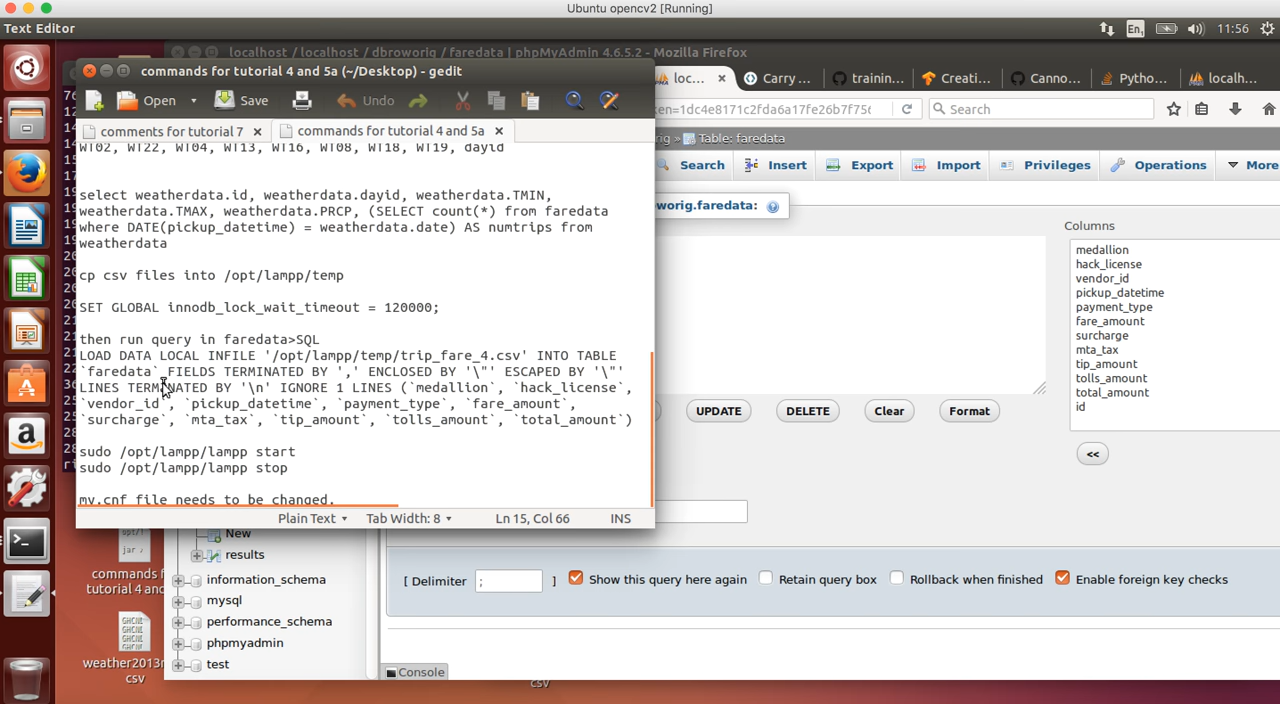 Ubuntu opencv2 [Running]
Text Editor
En₁
11:56
localhost / localhost / dbroworig / faredata | phpMyAdmin 4.6.5.2 - Mozilla Firefox
commands for tutorial 4 and 5a (~/Desktop) - gedit
loc...
Carry ...
trainin...
Creati...
Canno...
Pytho...
localh...
Open
Save
Undo
ken=1dc4e8171c2fda6a17fe26b7f75
Search
comments for tutorial 7
commands for tutorial 4 and 5a
rig » Table: faredata
Search
Insert
Export
Import
Privileges
Operations
More
WT02, WT22, WT04, WT13, WT16, WT08, WT18, WT19, dayid
select weatherdata.id, weatherdata.dayid, weatherdata.TMIN,
weatherdata.TMAX, weatherdata.PRCP, (SELECT count(*) from faredata
where DATE(pickup_datetime) = weatherdata.date) AS numtrips from
weatherdata
cp csv files into /opt/lampp/temp
SET GLOBAL innodb_lock_wait_timeout = 120000;
then run query in faredata>SQL
LOAD DATA LOCAL INFILE '/opt/lampp/temp/trip_fare_4.csv' INTO TABLE
`faredata` FIELDS TERMINATED BY ',' ENCLOSED BY '\"' ESCAPED BY '\"'
LINES TERMINATED BY '\n' IGNORE 1 LINES (`medallion`, `hack_license`,
`vendor_id`, `pickup_datetime`, `payment_type`, `fare_amount`,
`surcharge`, `mta_tax`, `tip_amount`, `tolls_amount`, `total_amount`)
sudo /opt/lampp/lampp start
sudo /opt/lampp/lampp stop
my.cnf file needs to be changed.
Plain Text
Tab Width: 8
Ln 15, Col 66
INS
worig.faredata:
Columns
medallion
hack_license
vendor_id
pickup_datetime
payment_type
fare_amount
surcharge
mta_tax
tip_amount
tolls_amount
total_amount
id
UPDATE
DELETE
Clear
Format
<<
New
results
information_schema
mysql
performance_schema
phpmyadmin
test
[ Delimiter ; ]
Show this query here again
Retain query box
Rollback when finished
Enable foreign key checks
Console
commands f
tutorial 4 and
weather2013
csv
csv